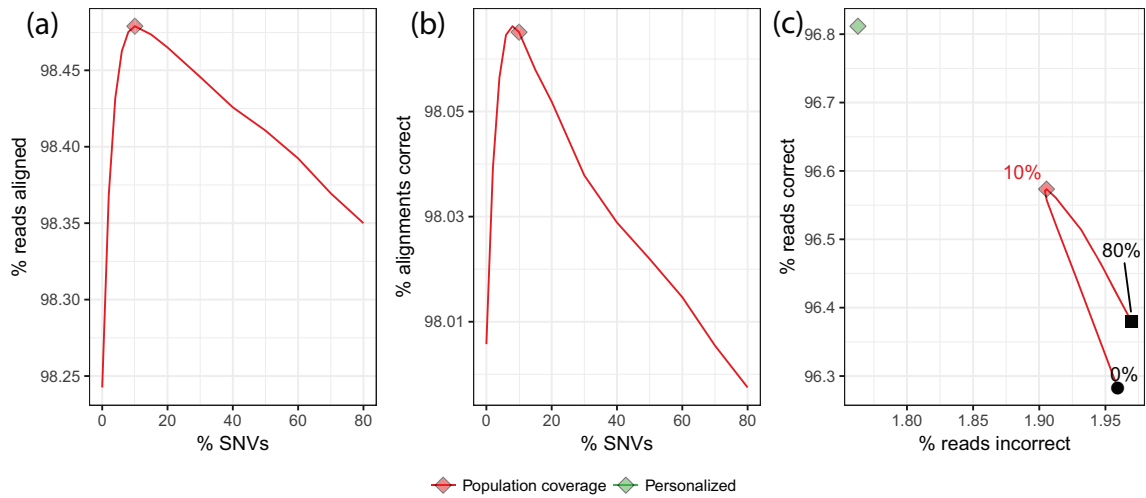 (a)
% reads aligned
98.45
98.40
98.35
98.30
98.25
0 20 40 60 80
% SNVs
(b)
% alignments correct
98.05
98.03
98.01
0 20 40 60 80
% SNVs
(c)
% reads correct
96.8
96.7
96.6
96.5
96.4
96.3
10%
80%
0%
1.80 1.85 1.90 1.95
% reads incorrect
Population coverage Personalized